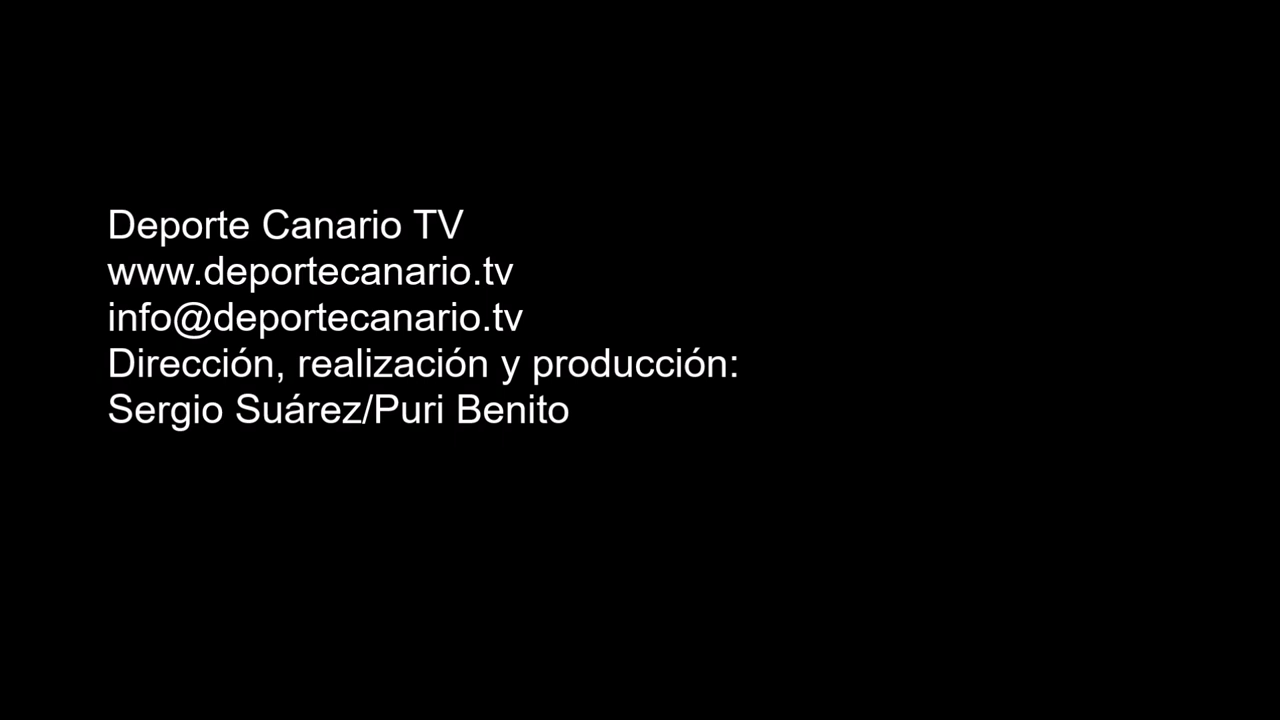 Deporte Canario TV
www.deportecanario.tv
info@deportecanario.tv
Dirección, realización y producción:
Sergio Suárez/Puri Benito